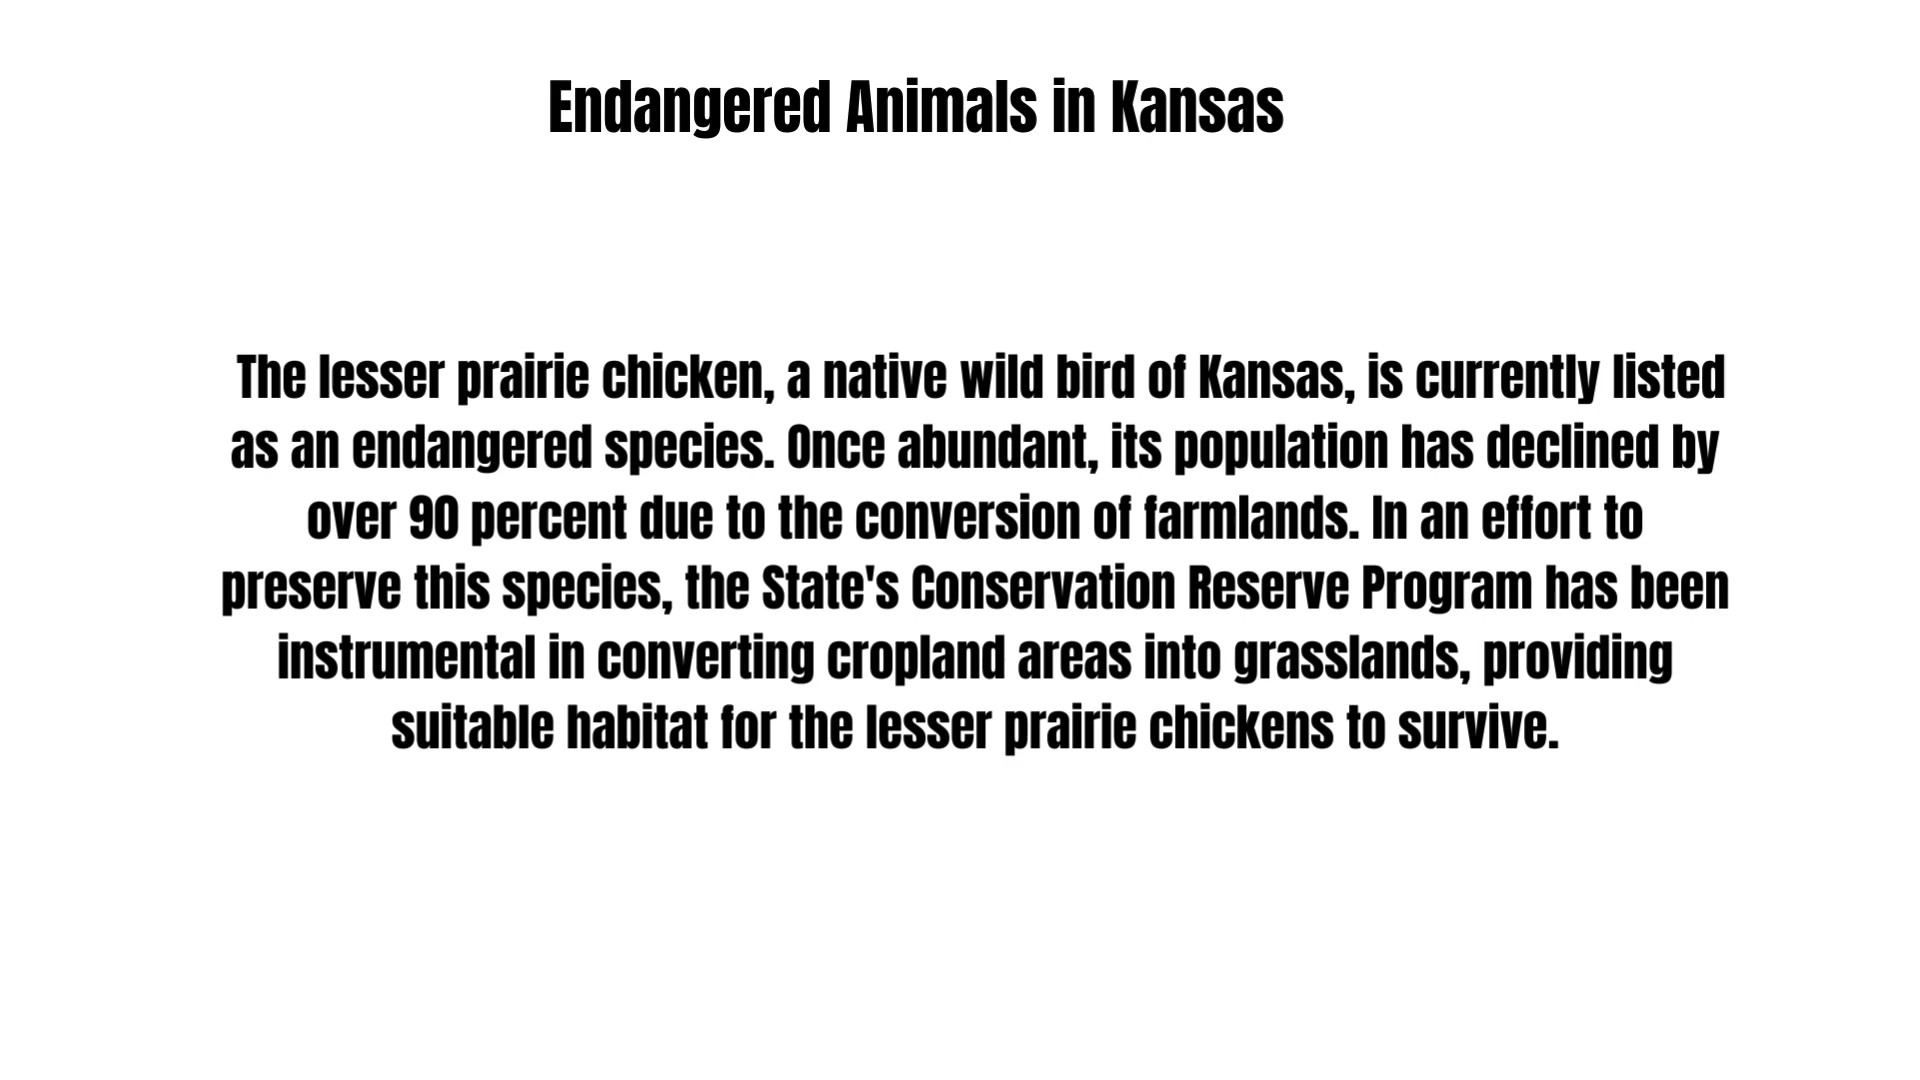 Endangered Animals in Kansas
The lesser prairie chicken, a native wild bird of Kansas, is currently listed
as an endangered species. Once abundant, its population has declined by
over 90 percent due to the conversion of farmlands. In an effort to
preserve this species, the State's Conservation Reserve Program has been
instrumental in converting cropland areas into grasslands, providing
suitable habitat for the lesser prairie chickens to survive.